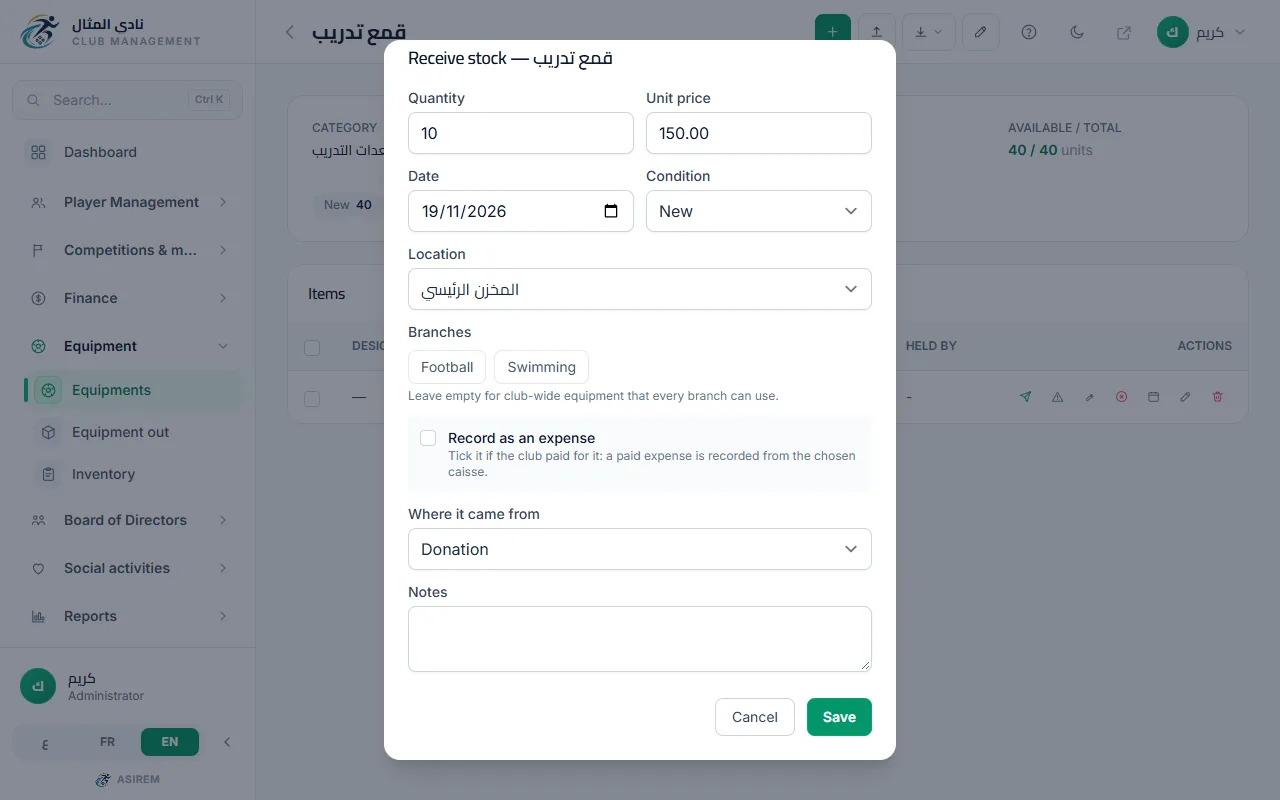 نادي المثال
CLUB MANAGEMENT
Search...
Ctrl K
Dashboard
Player Management
Competitions & m...
Finance
Equipment
Equipments
Equipment out
Inventory
Board of Directors
Social activities
Reports
كريم
Administrator
ع
FR
EN
ASIREM
قمع تدريب
ك
كريم
CATEGORY
AVAILABLE / TOTAL
40 / 40 units
New 40
Items
HELD BY
ACTIONS
—
-
Receive stock — قمع تدريب
Quantity
Unit price
10
150.00
Date
Condition
19/11/2026
New
Location
المخزن الرئيسي
Branches
Football
Swimming
Leave empty for club-wide equipment that every branch can use.
Record as an expense
Tick it if the club paid for it: a paid expense is recorded from the chosen
caisse.
Where it came from
Donation
Notes
Cancel
Save